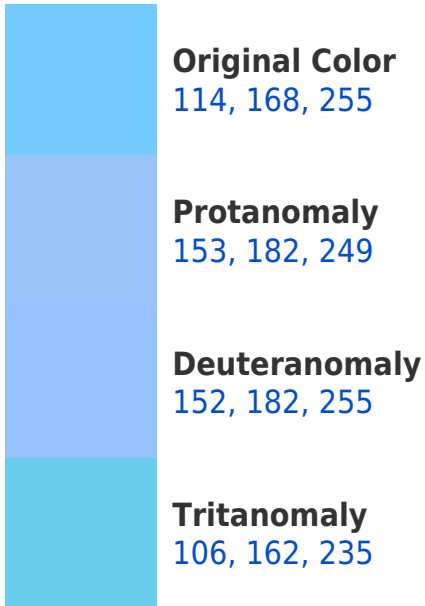 Original Color
114, 168, 255
Protanomaly
153, 182, 249
Deuteranomaly
152, 182, 255
Tritanomaly
106, 162, 235